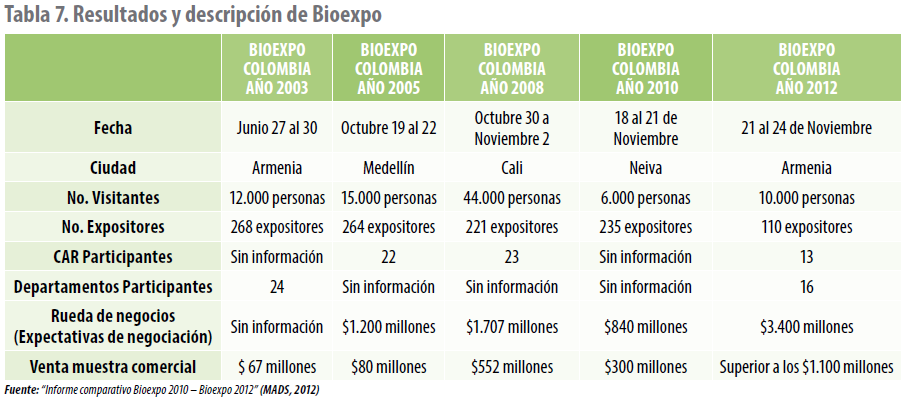 Tabla 7. Resultados y descripción de Bioexpo
BIOEXPO COLOMBIA AÑO 2003 BIOEXPO COLOMBIA AÑO 2005 BIOEXPO COLOMBIA AÑO 2008 BIOEXPO COLOMBIA AÑO 2010 BIOEXPO COLOMBIA AÑO 2012
Fecha Junio 27 al 30 Octubre 19 al 22 Octubre 30 a Noviembre 2 18 al 21 de Noviembre 21 al 24 de Noviembre
Ciudad Armenia Medellín Cali Neiva Armenia
No. Visitantes 12.000 personas 15.000 personas 44.000 personas 6.000 personas 10.000 personas
No. Expositores 268 expositores 264 expositores 221 expositores 235 expositores 110 expositores
CAR Participantes Sin información 22 23 Sin información 13
Departamentos Participantes 24 Sin información Sin información Sin información 16
Rueda de negocios (Expectativas de negociación) Sin información $1.200 millones $1.707 millones $840 millones $3.400 millones
Venta muestra comercial $ 67 millones $80 millones $552 millones $300 millones Superior a los $1.100 millones
Fuente: “Informe comparativo Bioexpo 2010 – Bioexpo 2012” (MADS, 2012)